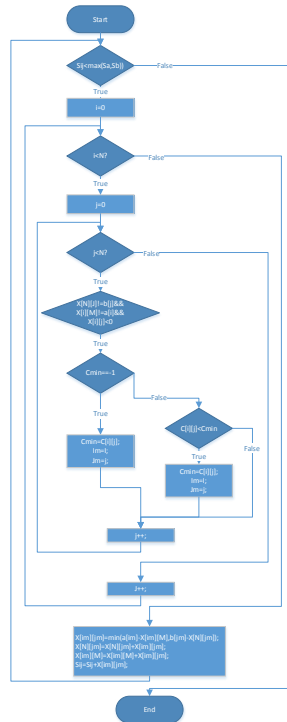 Start
Sij<max(Sa,Sb))
False
True
i=0
i<N?
False
True
j=0
j<N?
False
True
X[N][J]!=b[j]&&
X[i][M]!=a[i]&&
X[i][j]<0
True
Cmin==-1
False
True
C[i][j]<Cmin
False
True
Cmin=C[i][j];
Im=I;
Jm=j;
Cmin=C[i][j];
Im=I;
Jm=j;
j++;
J++;
X[im][jm]=min(a[im]-X[im][M],b[jm]-X[N][jm]);
X[N][jm]=X[N][jm]+X[im][jm];
X[im][M]=X[im][M]+X[im][jm];
Sij=Sij+X[im][jm];
End